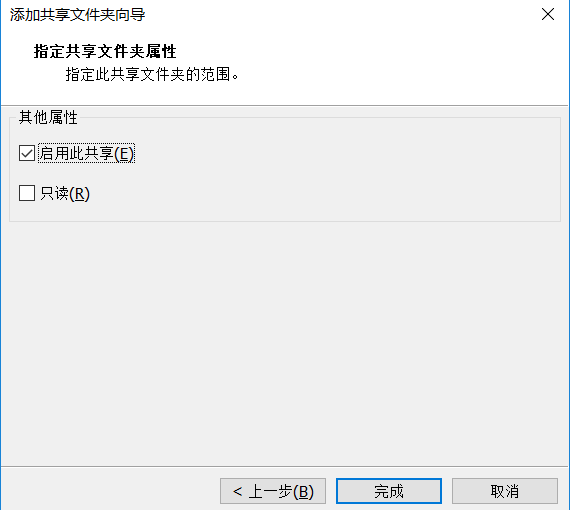 添加共享文件夹向导
指定共享文件夹属性
指定此共享文件夹的范围。
其他属性
启用此共享(E)
只读(R)
< 上一步(B)
完成
取消